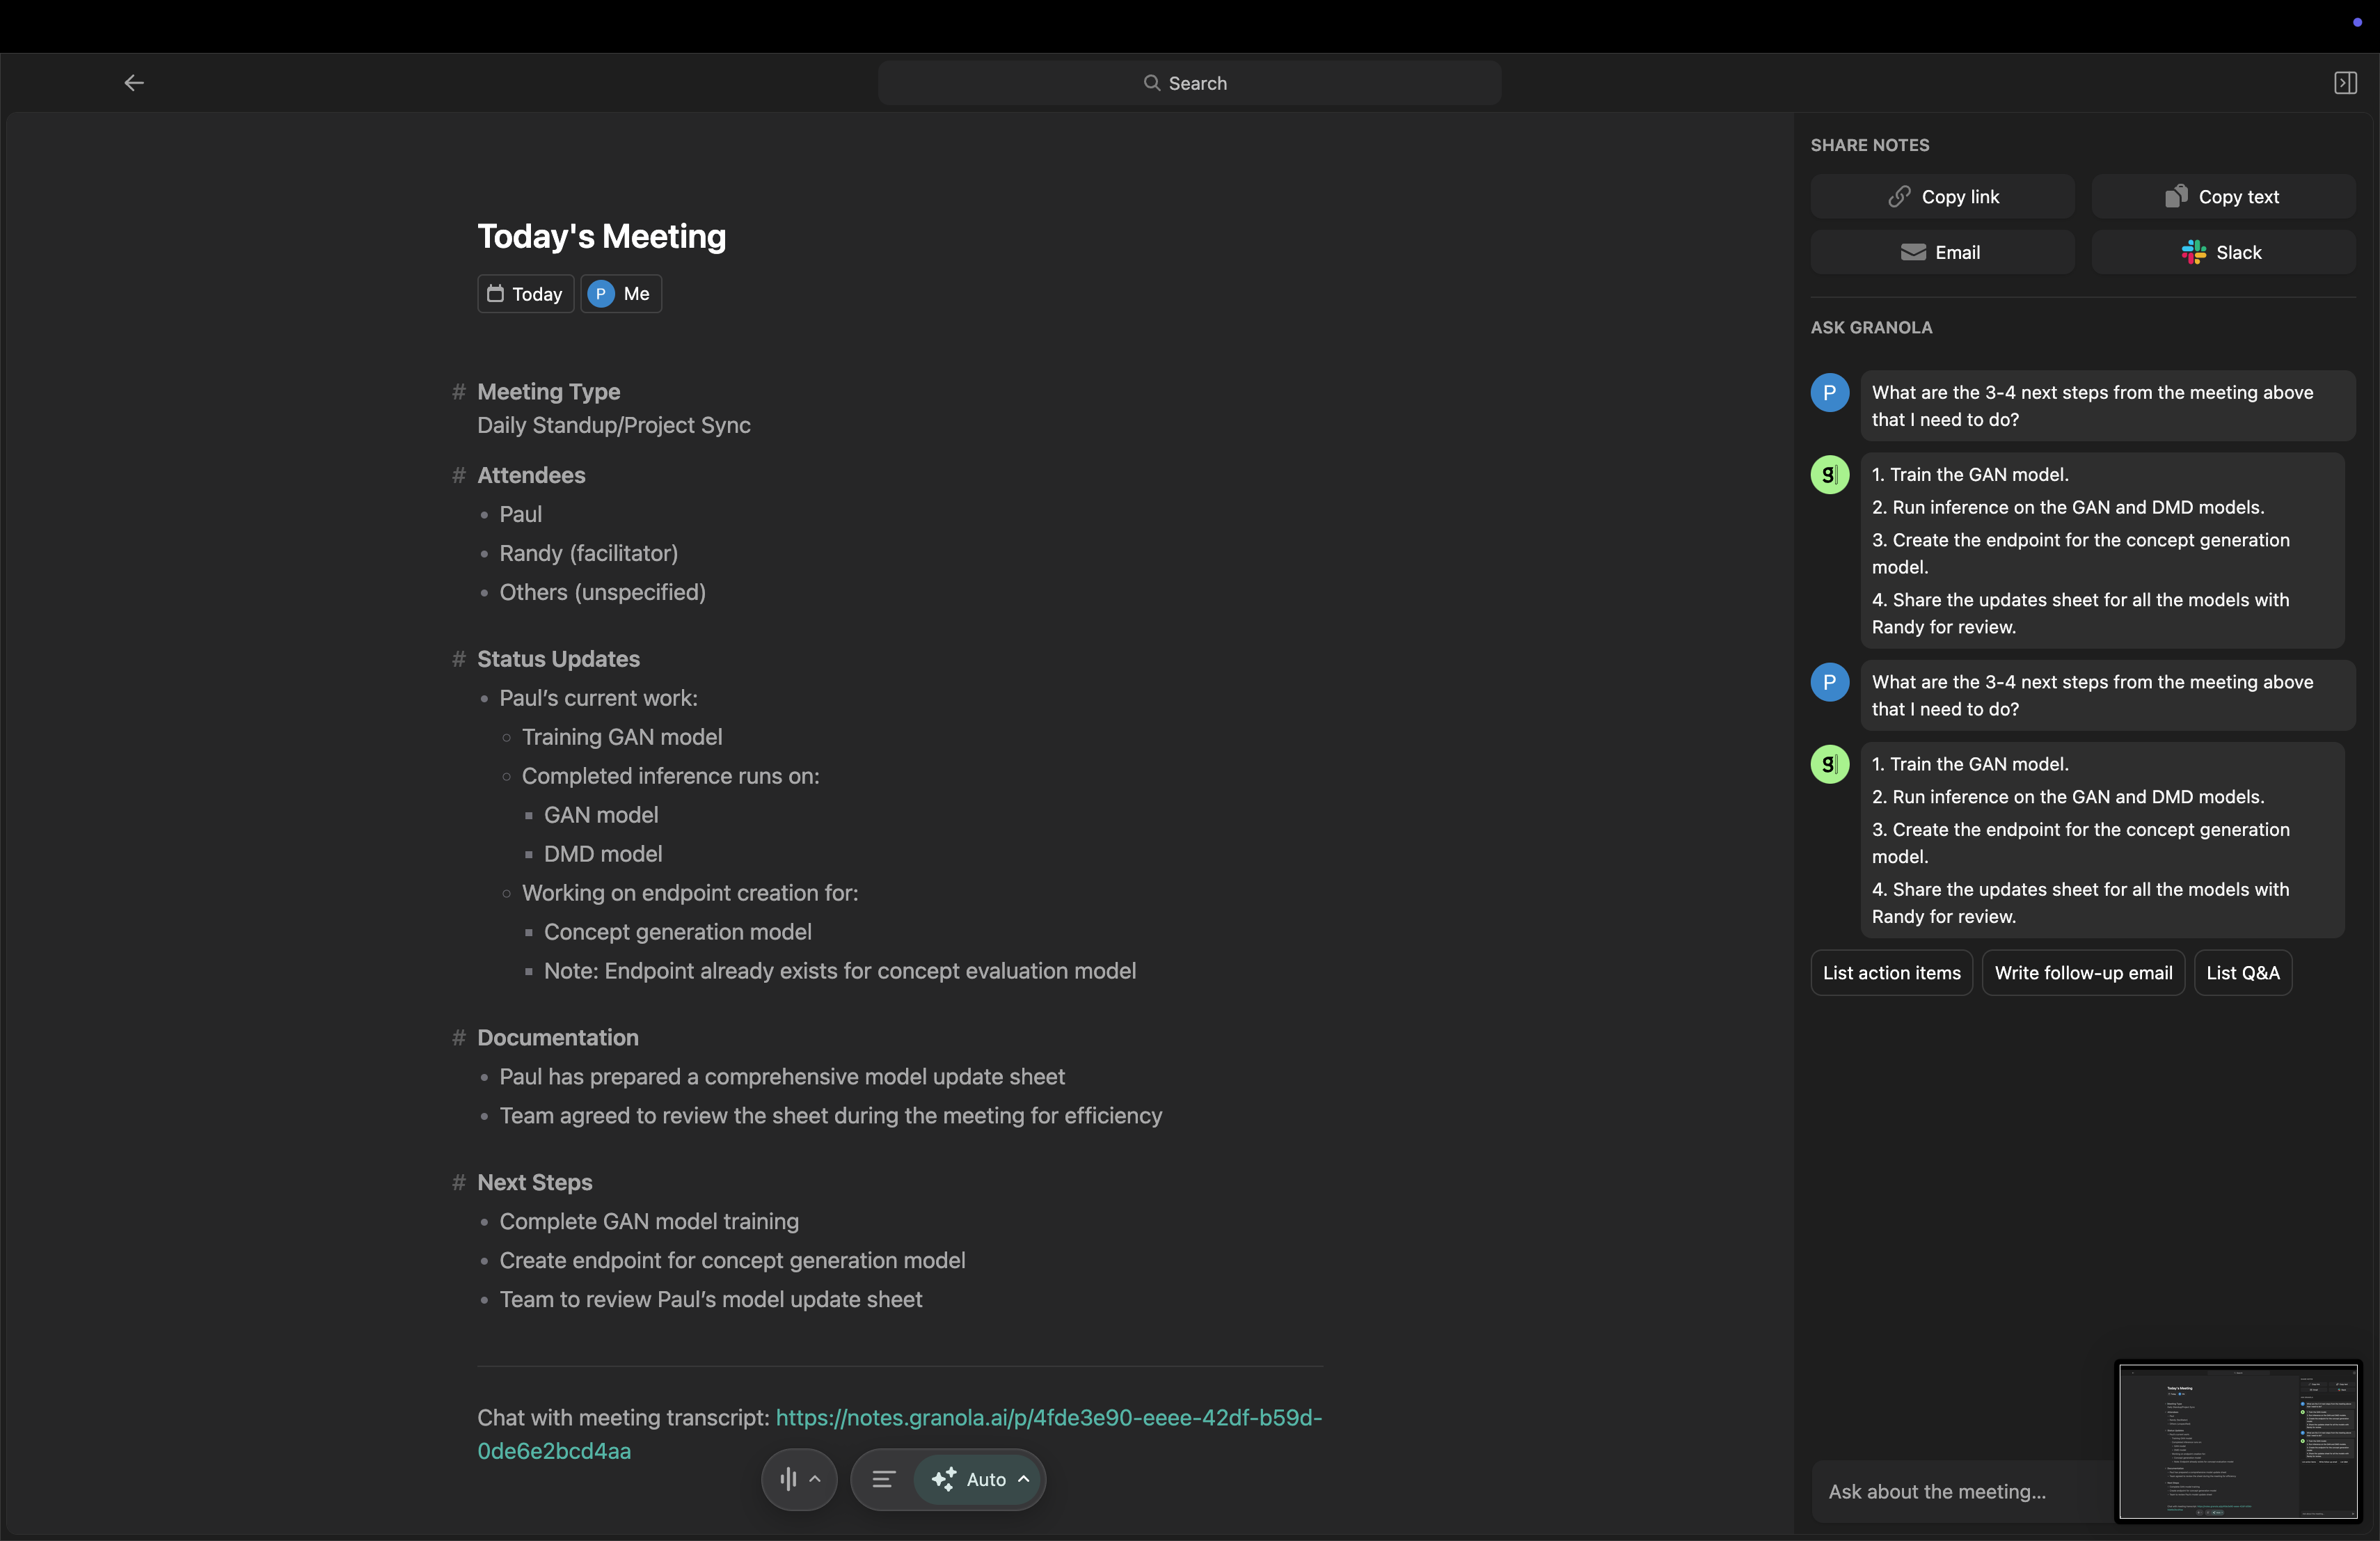 Search
Today's Meeting
Today
P Me
# Meeting Type
Daily Standup/Project Sync
# Attendees
• Paul
• Randy (facilitator)
• Others (unspecified)
# Status Updates
• Paul’s current work:
○ Training GAN model
○ Completed inference runs on:
▪ GAN model
▪ DMD model
○ Working on endpoint creation for:
▪ Concept generation model
▪ Note: Endpoint already exists for concept evaluation model
# Documentation
• Paul has prepared a comprehensive model update sheet
• Team agreed to review the sheet during the meeting for efficiency
# Next Steps
• Complete GAN model training
• Create endpoint for concept generation model
• Team to review Paul’s model update sheet
Chat with meeting transcript: https://notes.granola.ai/p/4fde3e90-eeee-42df-b59d-
0de6e2bcd4aa
Auto
SHARE NOTES
Copy link
Copy text
Email
Slack
ASK GRANOLA
P
What are the 3-4 next steps from the meeting above
that I need to do?
g
1. Train the GAN model.
2. Run inference on the GAN and DMD models.
3. Create the endpoint for the concept generation
model.
4. Share the updates sheet for all the models with
Randy for review.
P
What are the 3-4 next steps from the meeting above
that I need to do?
g
1. Train the GAN model.
2. Run inference on the GAN and DMD models.
3. Create the endpoint for the concept generation
model.
4. Share the updates sheet for all the models with
Randy for review.
List action items
Write follow-up email
List Q&A
Ask about the meeting...
Today's Meeting